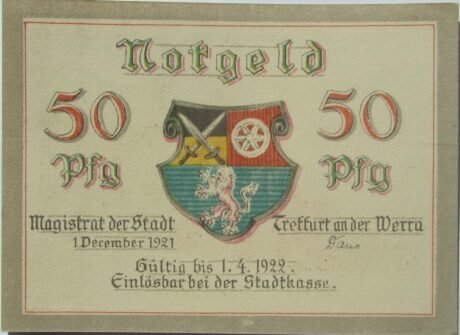 Notgeld
50 Pfg
50 Pfg
Magistrat der Stadt Treffurt an der Werra
1 December 1921
Gültig bis 1. 4. 1922.
Einlösbar bei der Stadtkasse.